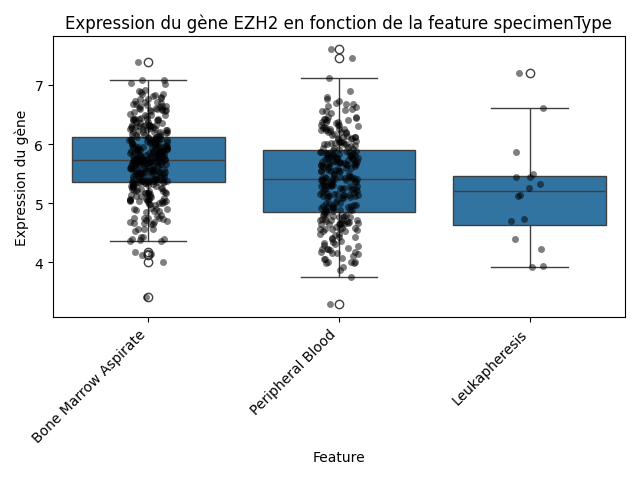 Expression du gène EZH2 en fonction de la feature specimenType
Expression du gène
7
6
5
4
Bone Marrow Aspirate
Peripheral Blood
Leukapheresis
Feature